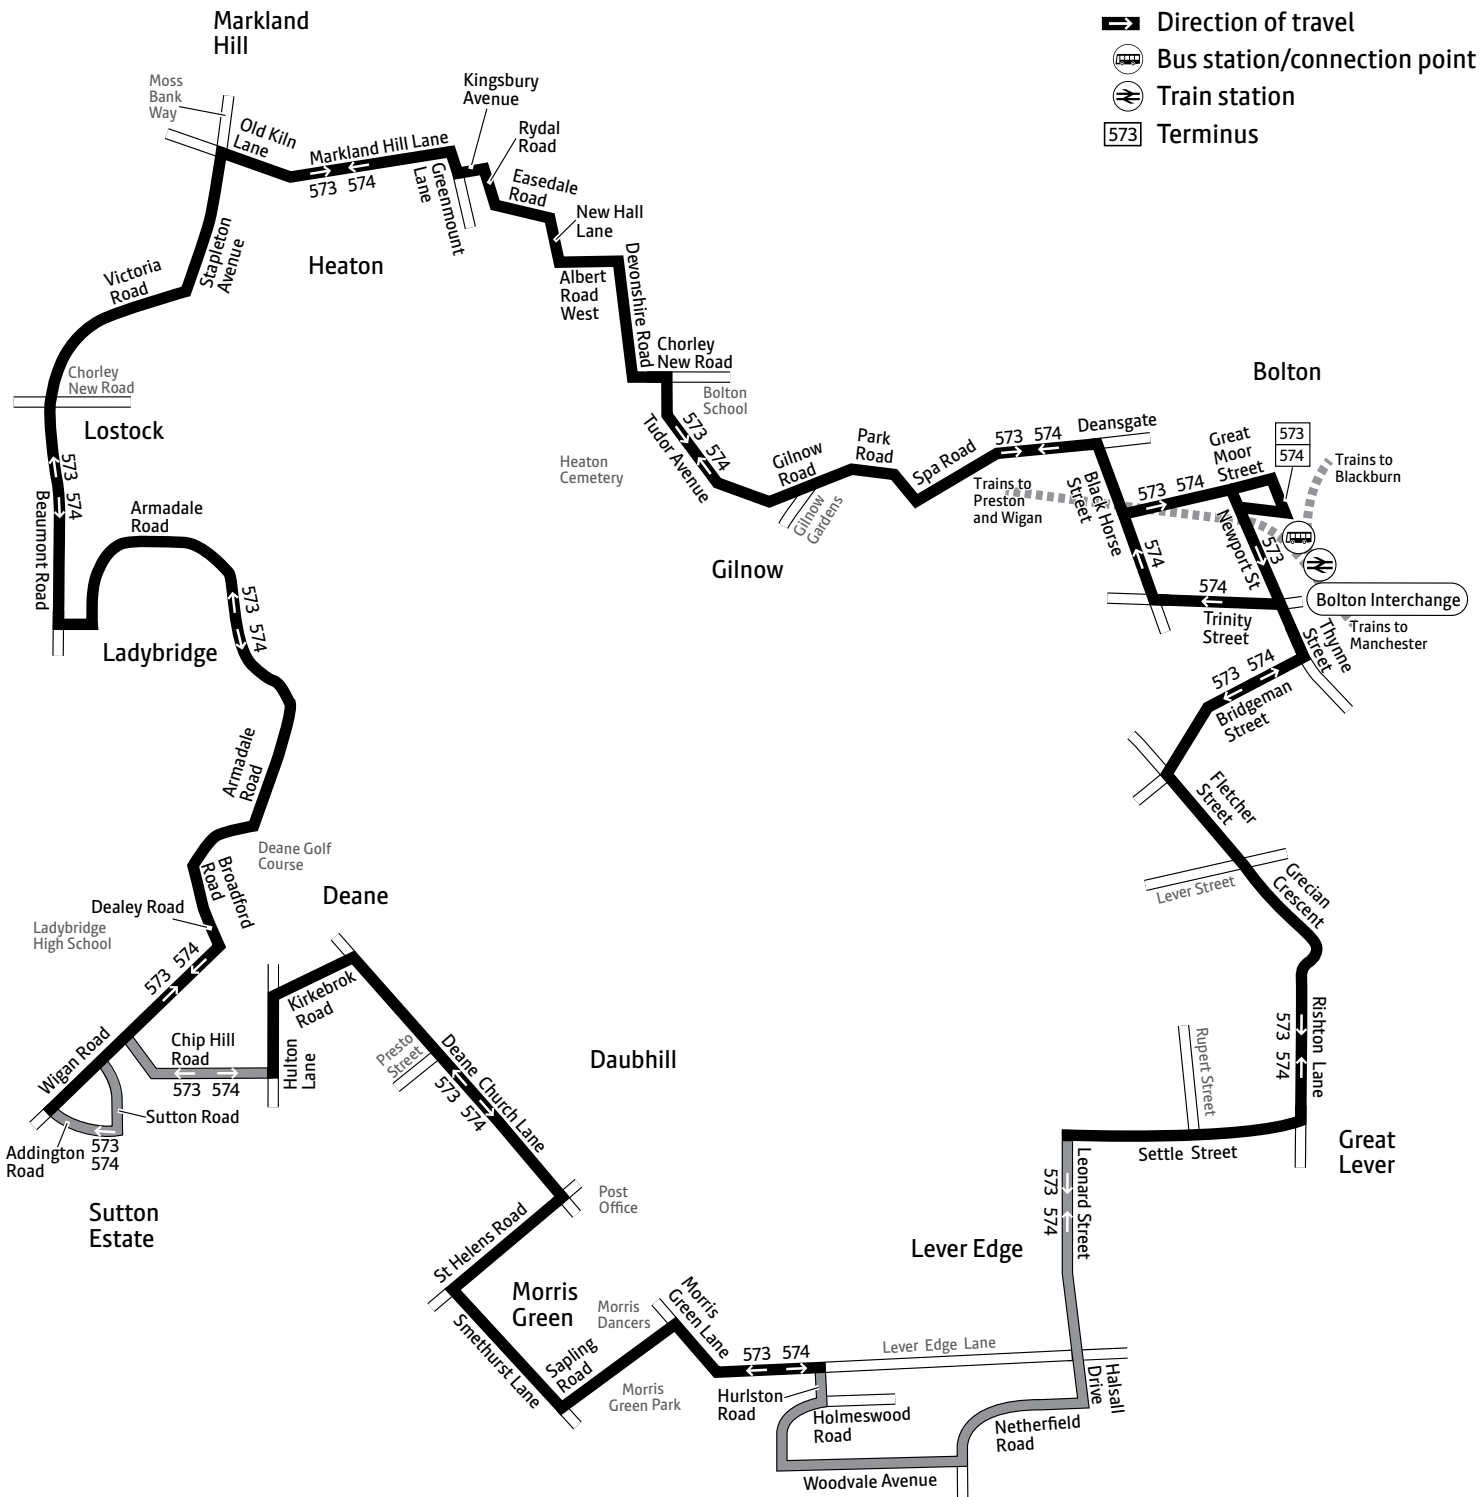 Markland
Hill
Direction of travel
Bus station/connection point
Train station
573
Terminus
Moss
Bank
Way
Kingsbury
Avenue
Rydal
Road
Old Kiln
Lane
Markland Hill Lane
573
574
Greenmount
Lane
Easedale
Road
New Hall
Lane
Stapleton
Avenue
Heaton
Victoria
Road
Albert
Road
West
Devonshire Road
Chorley
New Road
Bolton
School
Chorley
New Road
Lostock
Bolton
573
574
Beaumont Road
Armadale
Road
Heaton
Cemetery
573
574
Tudor Avenue
Gilnow
Road
Gilnow
Gardens
Park
Road
Spa Road
573
574
Deansgate
Great
Moor
Street
573
574
Trains to
Blackburn
Trains to
Preston
and Wigan
Black Horse
Street
573
574
Newport St
573
574
574
Trinity
Street
Bolton Interchange
Trains to
Manchester
Thynne
Street
Gilnow
573
574
Ladybridge
573
574
Bridgeman
Street
Armadale
Road
Fletcher
Street
Deane Golf
Course
Broadford
Road
Deane
Dealey Road
Ladybridge
High School
Lever Street
Grecian
Crescent
573
574
Kirkebrok
Road
Wigan Road
Chip Hill
Road
573
574
Hulton
Lane
Presto
Street
Deane Church Lane
573
574
Daubhill
Rishton Lane
573
574
Rupert Street
Sutton Road
Addington
Road
573
574
Sutton
Estate
Settle Street
Great
Lever
Post
Office
Leonard Street
573
574
St Helens Road
Lever Edge
Morris
Green
Morris
Dancers
Morris
Green Lane
Smethurst Lane
Sapling
Road
573
574
Lever Edge Lane
Morris
Green Park
Hurlston
Road
Holmeswood
Road
Halsall
Drive
Netherfield
Road
Woodvale Avenue